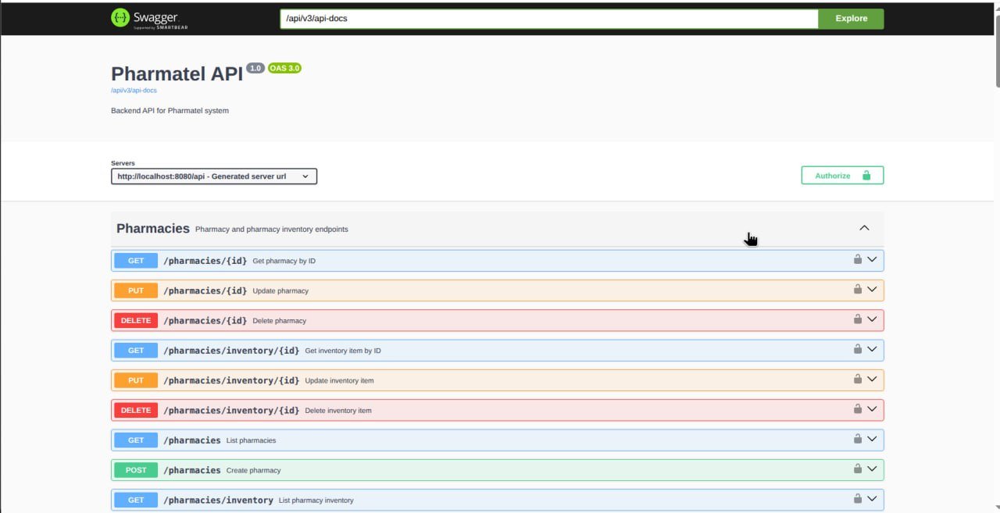 {···} Swagger.
Supported by SMARTBEAR
/api/v3/api-docs
Explore
Pharmatel API 1.0 OAS 3.0
/api/v3/api-docs
Backend API for Pharmatel system
Servers
http://localhost:8080/api - Generated server url
Authorize
Pharmacies Pharmacy and pharmacy inventory endpoints
GET /pharmacies/{id} Get pharmacy by ID
PUT /pharmacies/{id} Update pharmacy
DELETE /pharmacies/{id} Delete pharmacy
GET /pharmacies/inventory/{id} Get inventory item by ID
PUT /pharmacies/inventory/{id} Update inventory item
DELETE /pharmacies/inventory/{id} Delete inventory item
GET /pharmacies List pharmacies
POST /pharmacies Create pharmacy
GET /pharmacies/inventory List pharmacy inventory